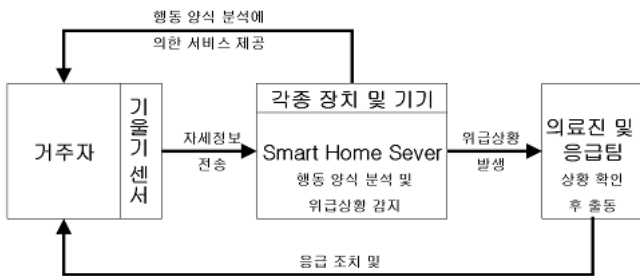 행동 양식 분석에
의한 서비스 제공
거주자
기울기 센서
자세정보
전송
각종 장치 및 기기
Smart Home Sever
행동 양식 분석 및
위급상황 감지
위급상황
발생
의료진 및
응급팀
상황 확인
후 출동
응급 조치 및